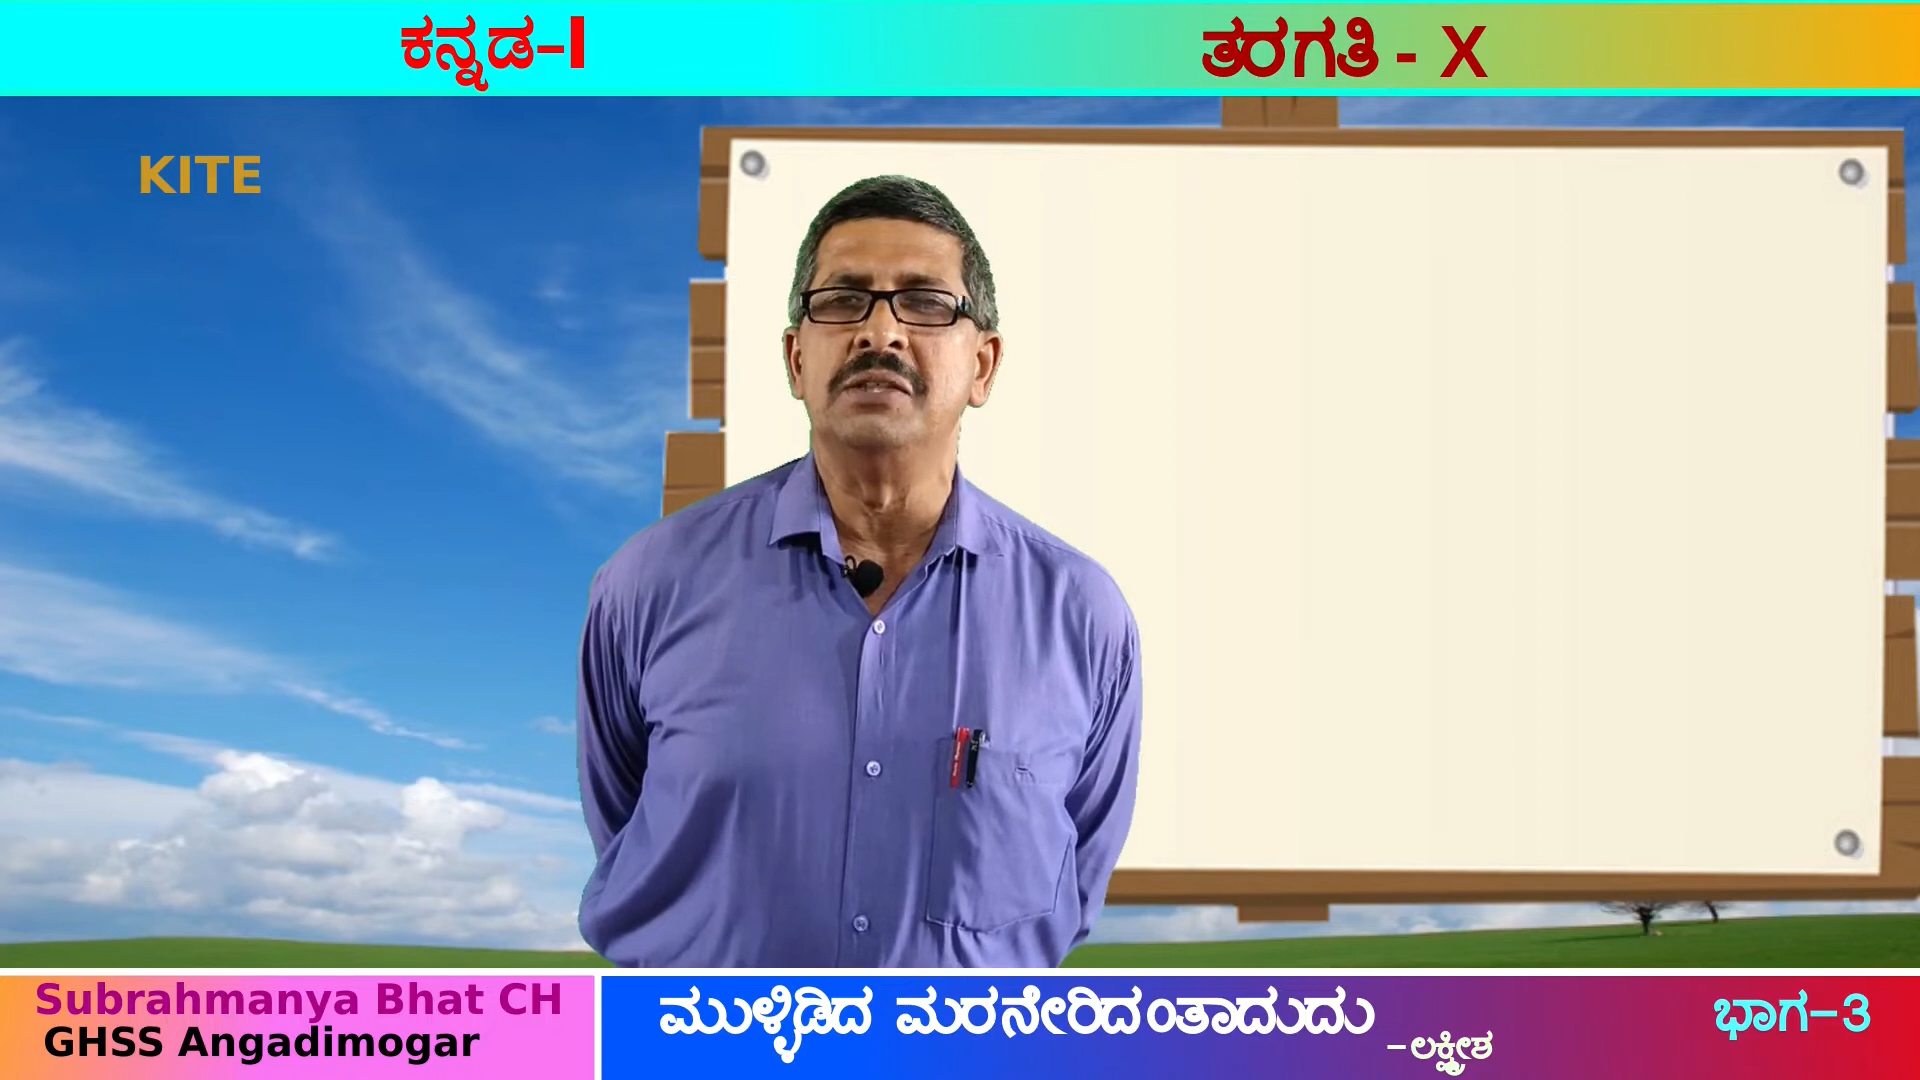 ಕನ್ನಡ-I
ತರಗತಿ - X
KITE
Subrahmanya Bhat CH
GHSS Angadimogar
ಮುಳ್ಳಿಡಿದ ಮರನೇರಿದಂತಾದುದು
-ಲಕ್ಷ್ಮೀಶ
ಭಾಗ-3